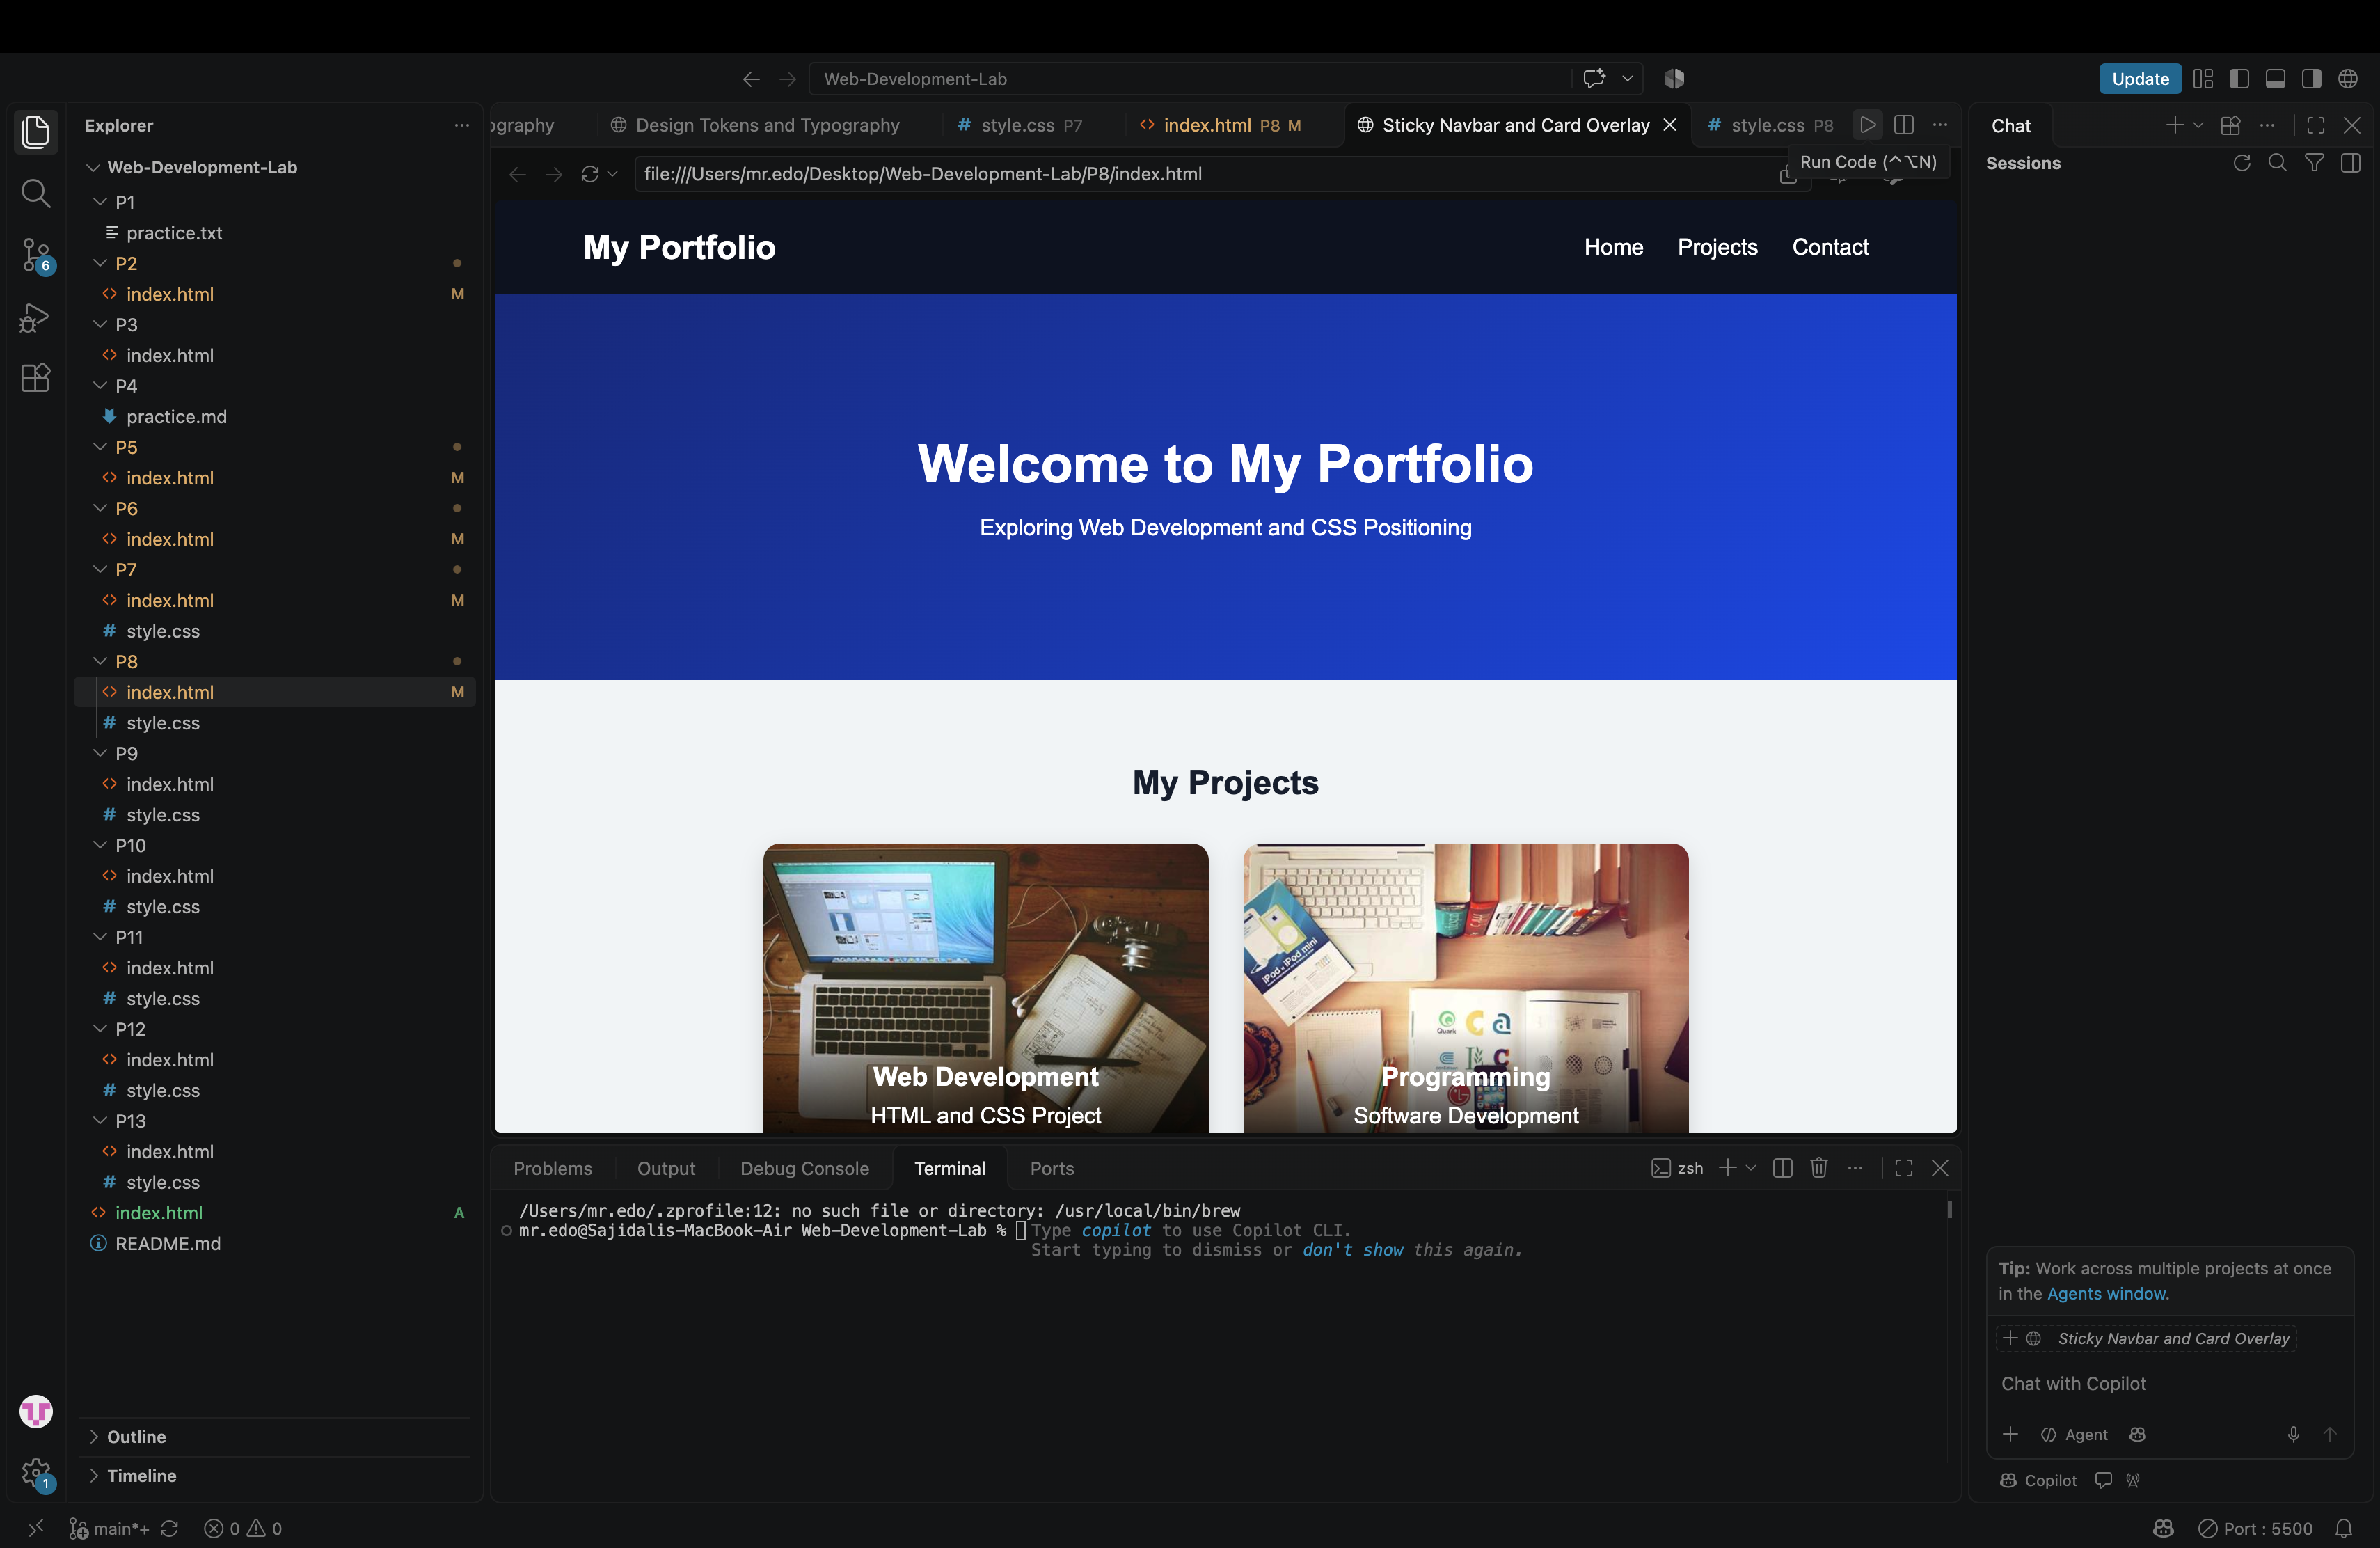 Web-Development-Lab
Update
Explorer
Web-Development-Lab
P1
practice.txt
P2
index.html M
P3
index.html
P4
practice.md
P5
index.html M
P6
index.html M
P7
index.html M
style.css
P8
index.html M
style.css
P9
index.html
style.css
P10
index.html
style.css
P11
index.html
style.css
P12
index.html
style.css
P13
index.html
style.css
index.html A
README.md
Outline
Timeline
6
1
ography
Design Tokens and Typography
# style.css P7
index.html P8 M
Sticky Navbar and Card Overlay
# style.css P8
Run Code (^⌥N)
file:///Users/mr.edo/Desktop/Web-Development-Lab/P8/index.html
My Portfolio
Home Projects Contact
Welcome to My Portfolio
Exploring Web Development and CSS Positioning
My Projects
iPod e iPod mini
Quark
Web Development
HTML and CSS Project
Programming
Software Development
Problems Output Debug Console Terminal Ports
zsh
/Users/mr.edo/.zprofile:12: no such file or directory: /usr/local/bin/brew
mr.edo@Sajidalis-MacBook-Air Web-Development-Lab % Type copilot to use Copilot CLI.
Start typing to dismiss or don't show this again.
Chat
Sessions
Tip: Work across multiple projects at once
in the Agents window.
Sticky Navbar and Card Overlay
Chat with Copilot
Agent
Copilot
main*+ 0 0
Port : 5500